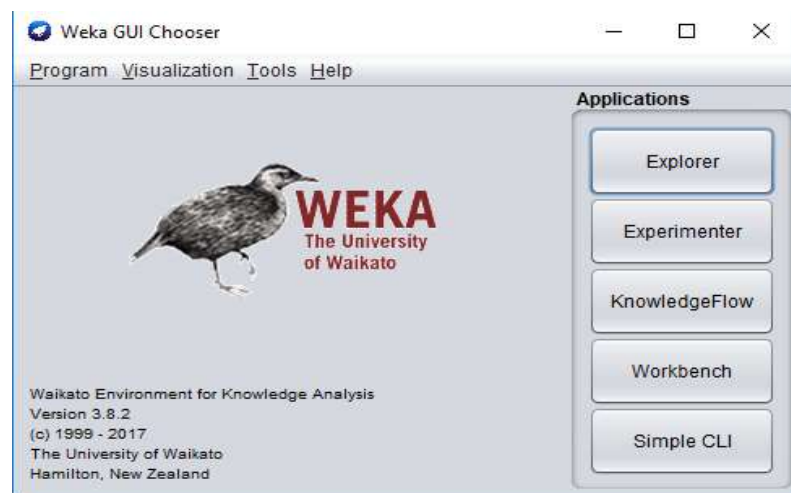 Weka GUI Chooser
Program Visualization Tools Help
Applications
Explorer
Experimenter
KnowledgeFlow
Workbench
Simple CLI
WEKA
The University
of Waikato
Waikato Environment for Knowledge Analysis
Version 3.8.2
(c) 1999 - 2017
The University of Waikato
Hamilton, New Zealand